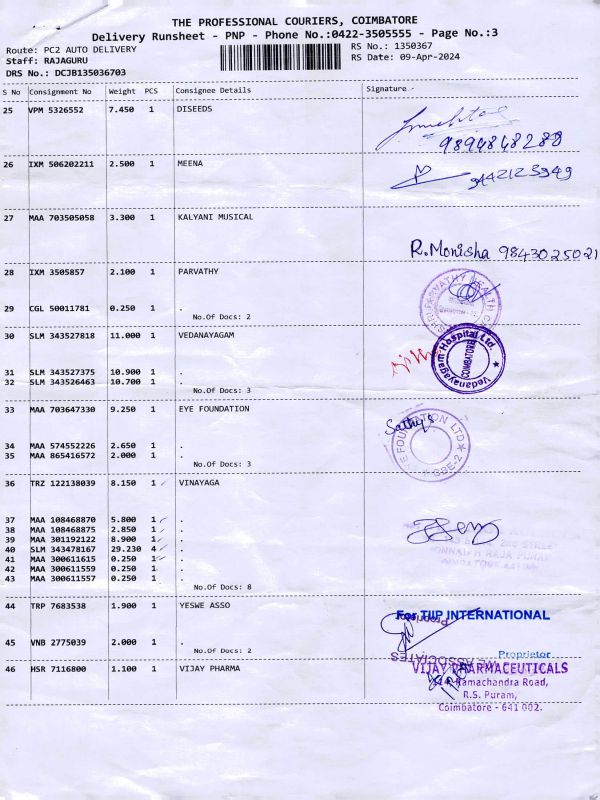 THE PROFESSIONAL COURIERS, COIMBATORE
Delivery Runsheet - PNP - Phone No.:0422-3505555 - Page No.:3
Route: PC2 AUTO DELIVERY
RS No.: 1350367
Staff: RAJAGURU
RS Date: 09-Apr-2024
DRS No.: DCJB135036703
S No Consignment No Weight PCS Consignee Details Signature
25 VPM 5326552 7.450 1 DISEEDS
9894848288
26 IXM 506202211 2.500 1 MEENA
9442123949
27 MAA 703505058 3.300 1 KALYANI MUSICAL
R.Monisha 9843025021
28 IXM 3505857 2.100 1 PARVATHY
29 CGL 50011781 0.250 1 .
No.Of Docs: 2
30 SLM 343527818 11.000 1 VEDANAYAGAM
Vedanayagam Hospital Ltd.
COIMBATORE
31 SLM 343527375 10.900 1 .
32 SLM 343526463 10.700 1 .
No.Of Docs: 3
33 MAA 703647330 9.250 1 EYE FOUNDATION
Sathy's
EYE FOUNDATION LTD
CBE-2
34 MAA 574552226 2.650 1 .
35 MAA 865416572 2.000 1 .
No.Of Docs: 3
36 TRZ 122138039 8.150 1 VINAYAGA
37 MAA 108468870 5.800 1 .
38 MAA 108468875 2.850 1 .
39 MAA 301192122 8.900 1 .
40 SLM 343478167 29.230 4 .
41 MAA 300611615 0.250 1 .
42 MAA 300611559 0.250 1 .
43 MAA 300611557 0.250 1 .
No.Of Docs: 8
44 TRP 7683538 1.900 1 YESWE ASSO
For TIIP INTERNATIONAL
Proprietor
45 VNB 2775039 2.000 1 .
No.Of Docs: 2
Proprietor
46 HSR 7116800 1.100 1 VIJAY PHARMA
VIJAY PHARMACEUTICALS
Ramachandra Road,
R.S. Puram,
Coimbatore - 641 002.